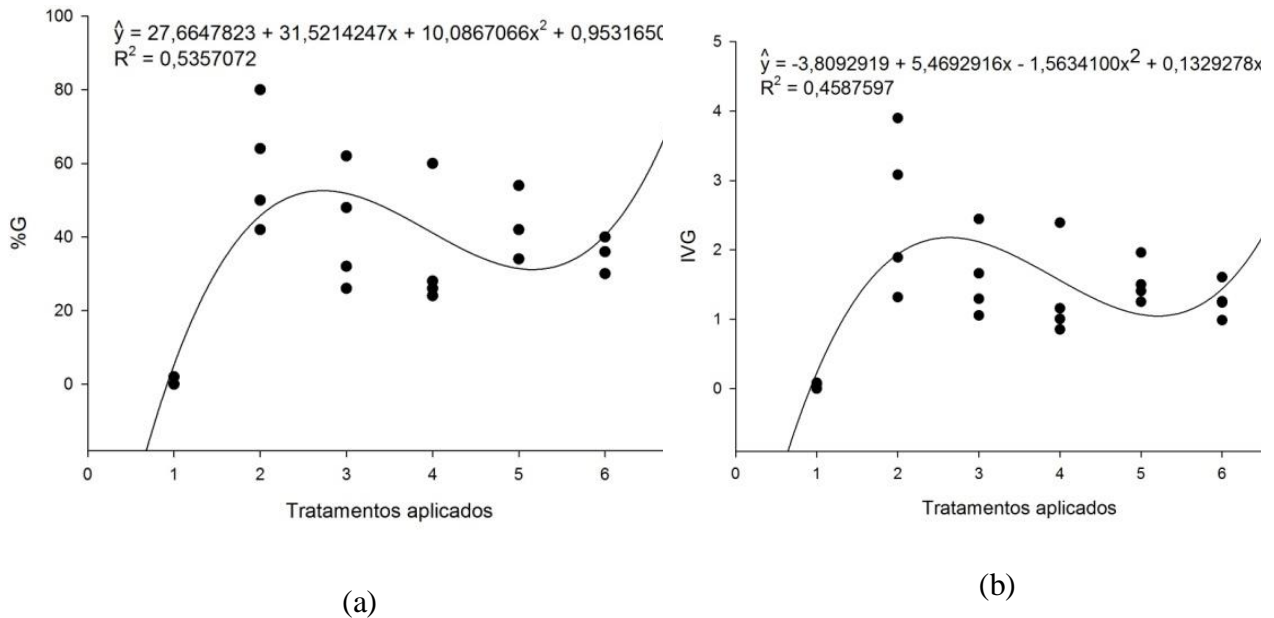 100
80
60
40
20
0
%G
ŷ = 27,6647823 + 31,5214247x + 10,0867066x² + 0,9531650
R² = 0,5357072
0 1 2 3 4 5 6
Tratamentos aplicados
(a)
5
4
3
2
1
0
IVG
ŷ = -3,8092919 + 5,4692916x - 1,5634100x² + 0,1329278x
R² = 0,4587597
0 1 2 3 4 5 6
Tratamentos aplicados
(b)